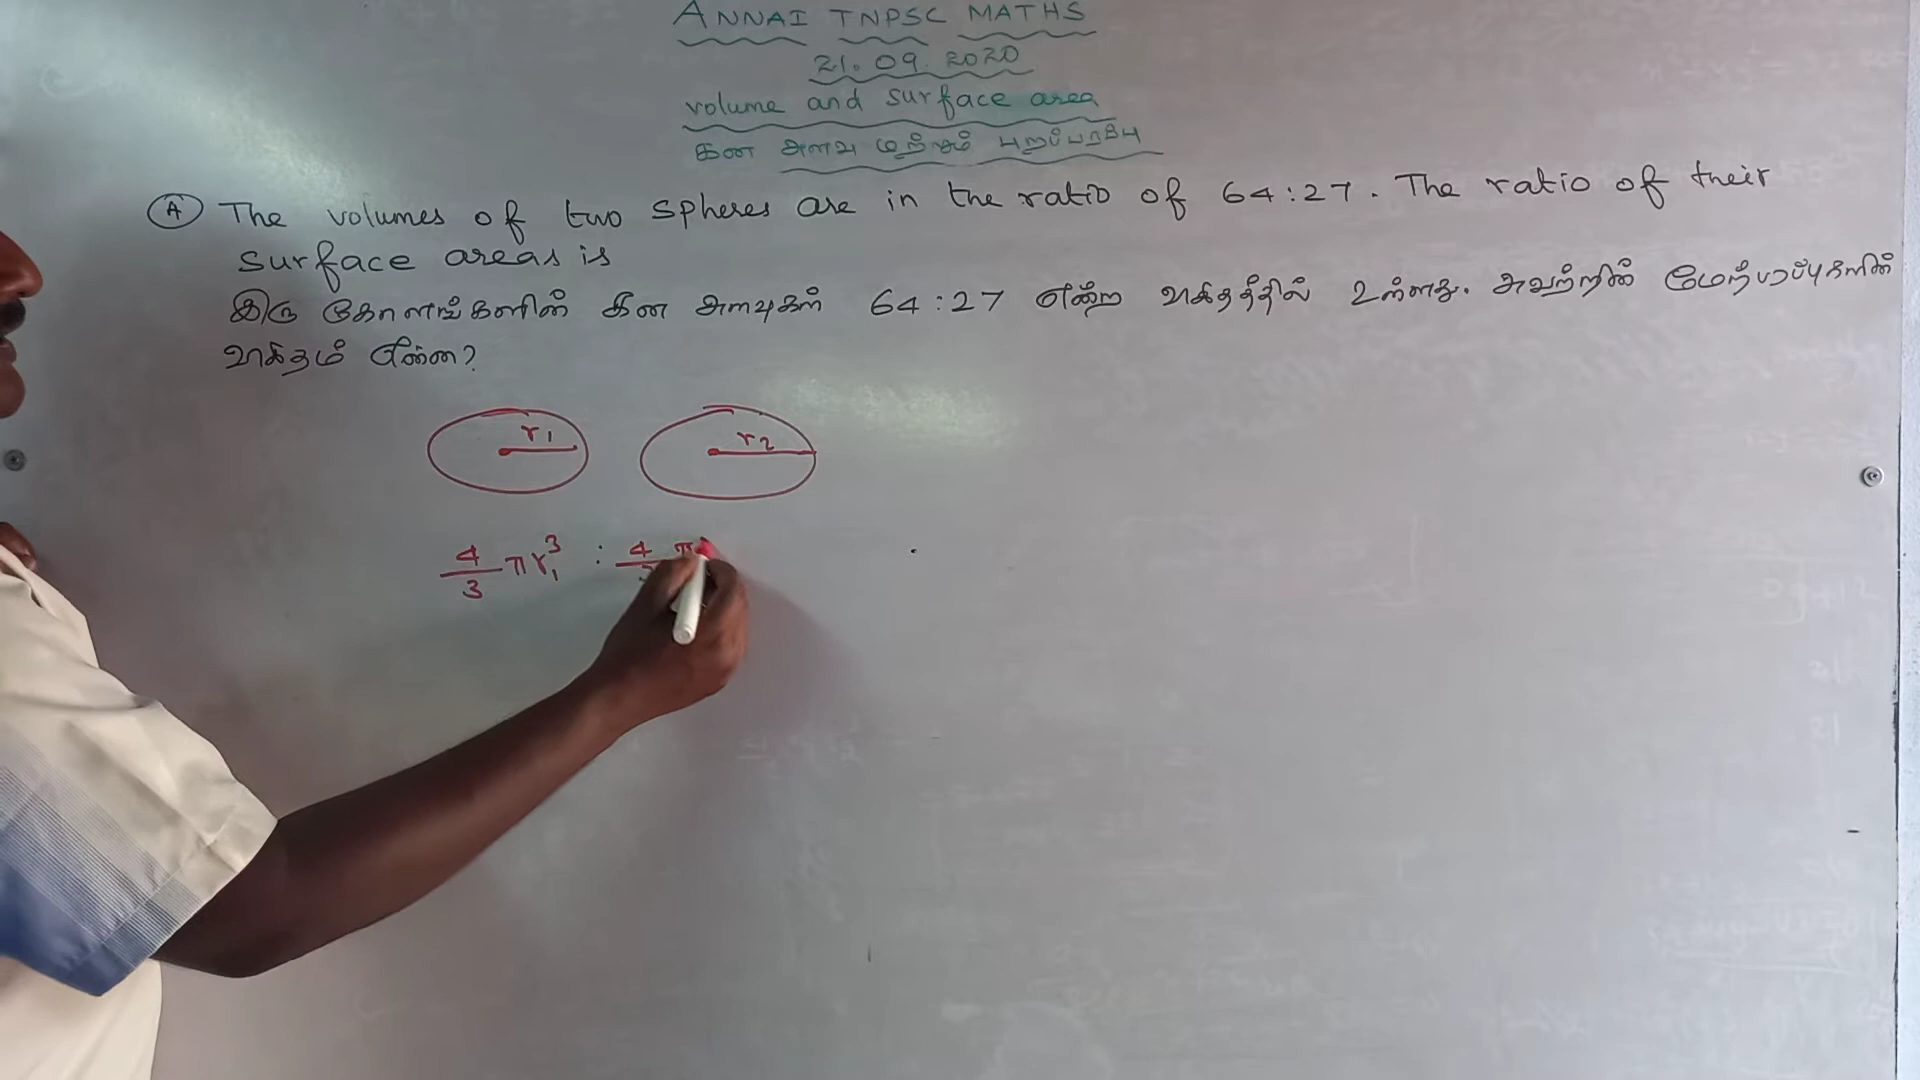 ANNAI TNPSC MATHS
21.09.2020
volume and surface area
கன அளவு மற்றும் புறப்பரப்பு
A The volumes of two spheres are in the ratio of 64:27. The ratio of their
surface areas is
இரு கோளங்களின் கன அளவுகள் 64:27 என்ற விகிதத்தில் உள்ளது. அவற்றின் மேற்பரப்புகளின்
விகிதம் என்ன?
r₁ r₂
4/3 πr₁³ : 4/3 π